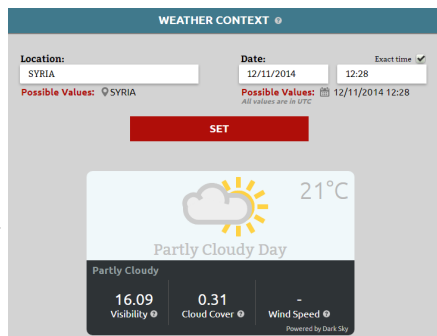 WEATHER CONTEXT
Location: Date: Exact time
SYRIA 12/11/2014 12:28
Possible Values: SYRIA Possible Values: 12/11/2014 12:28
All values are in UTC
SET
21°C
Partly Cloudy Day
Partly Cloudy
16.09 0.31 -
Visibility Cloud Cover Wind Speed
Powered by Dark Sky